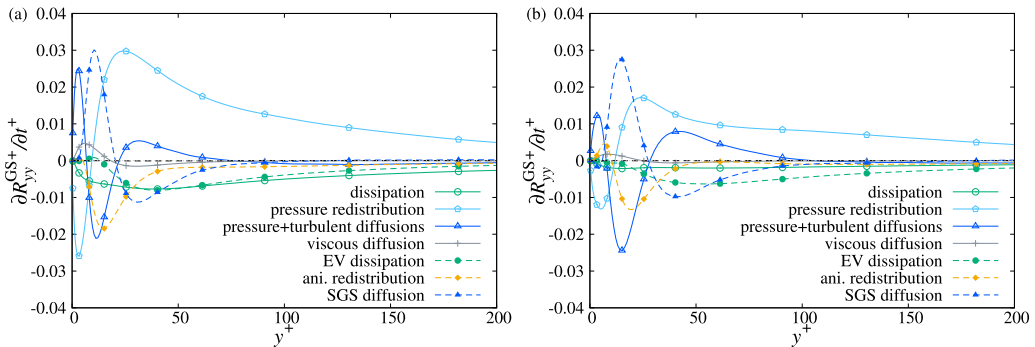 (a)
∂R_yy^GS+/∂t^+
0.04
0.03
0.02
0.01
0
-0.01
-0.02
-0.03
-0.04
dissipation
pressure redistribution
pressure+turbulent diffusions
viscous diffusion
EV dissipation
ani. redistribution
SGS diffusion
0 50 100 150 200
y^+
(b)
∂R_yy^GS+/∂t^+
0.04
0.03
0.02
0.01
0
-0.01
-0.02
-0.03
-0.04
dissipation
pressure redistribution
pressure+turbulent diffusions
viscous diffusion
EV dissipation
ani. redistribution
SGS diffusion
0 50 100 150 200
y^+